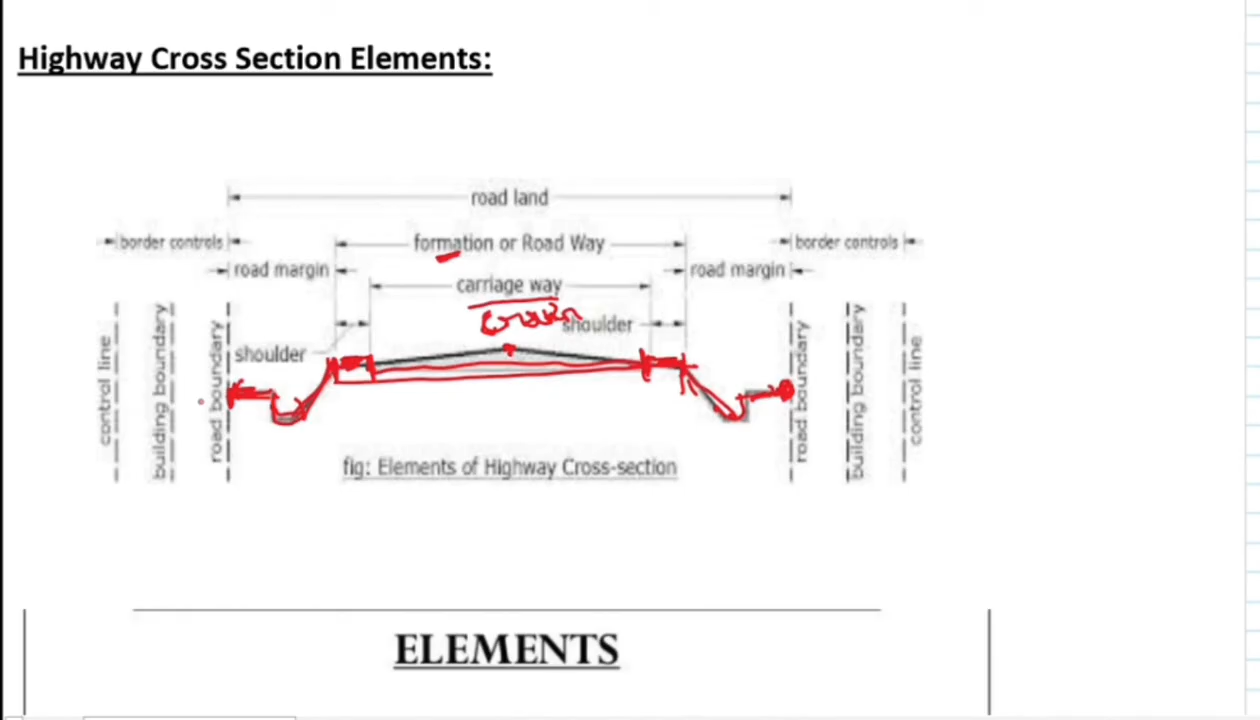 Highway Cross Section Elements:
road land
border controls
formation or Road Way
border controls
road margin
road margin
carriage way
Crown
shoulder
shoulder
control line
building boundary
road boundary
road boundary
building boundary
control line
fig: Elements of Highway Cross-section
ELEMENTS